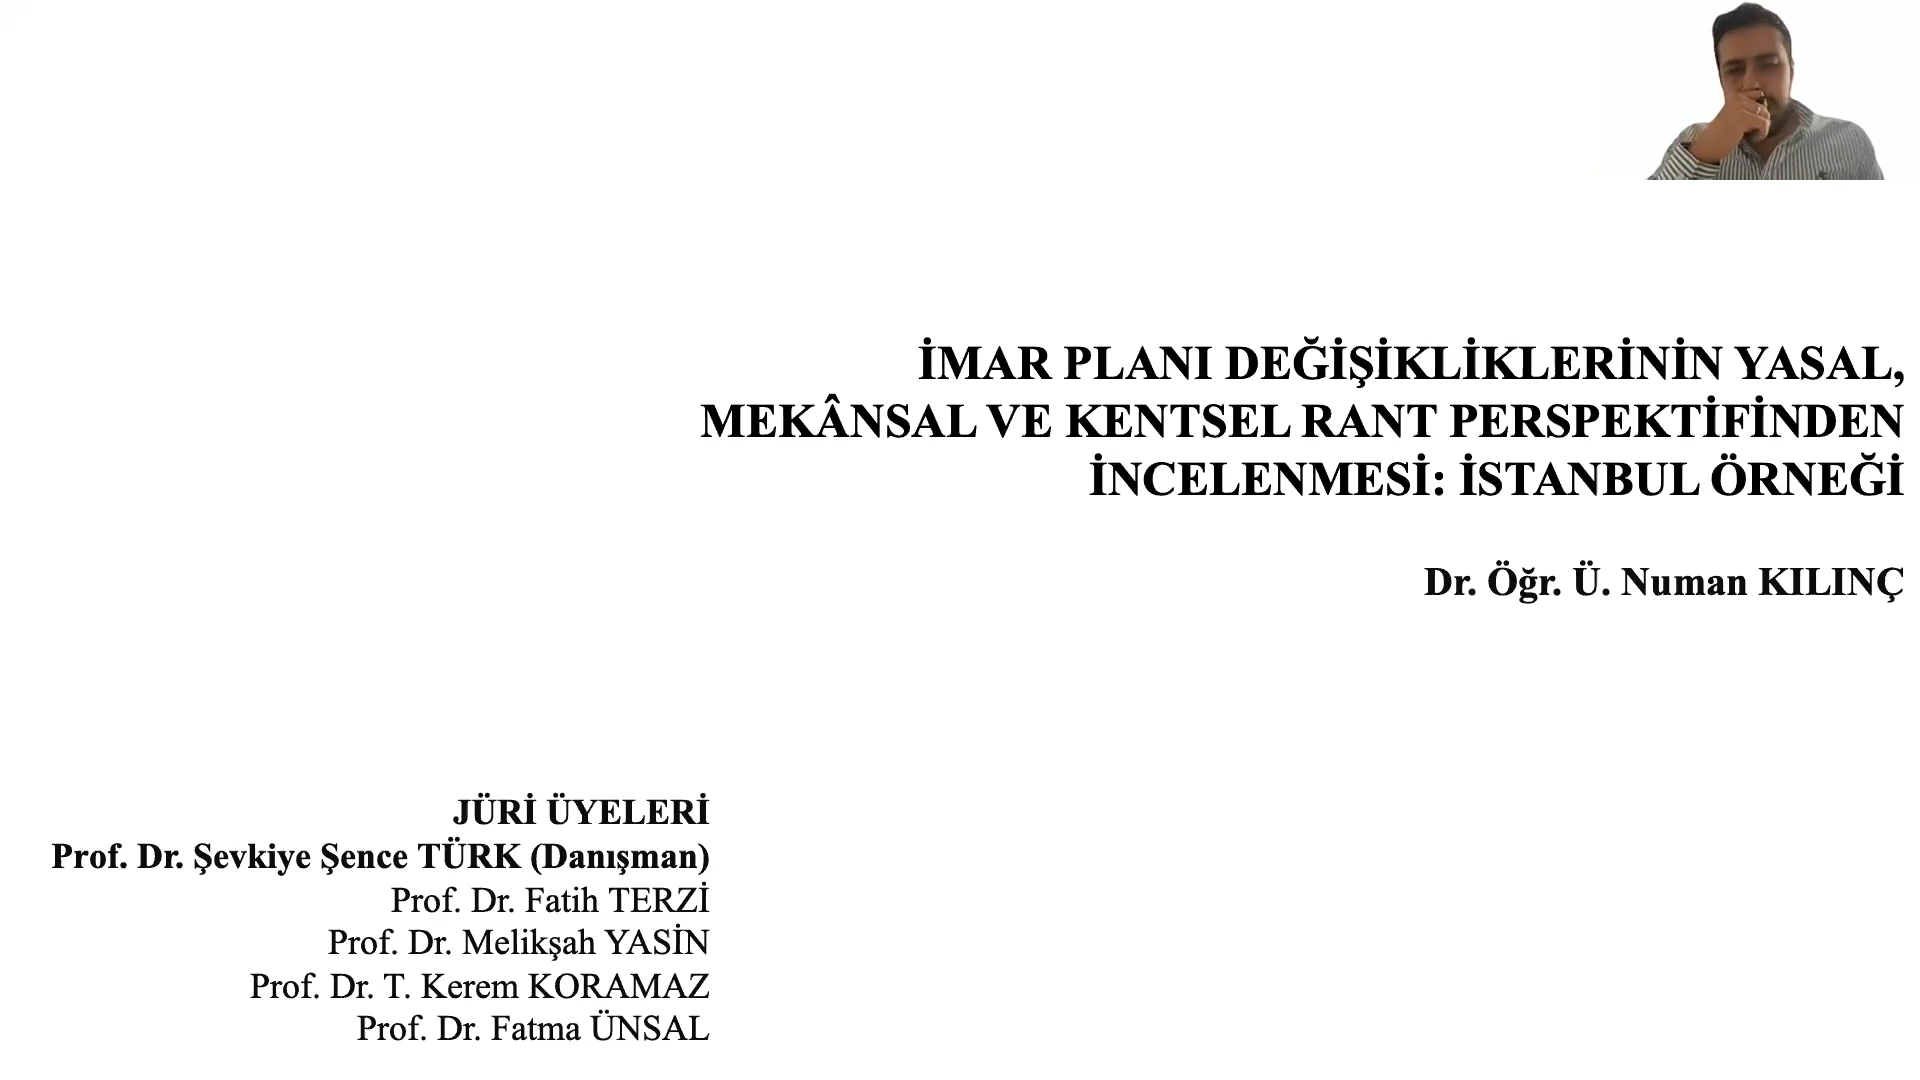 İMAR PLANI DEĞİŞİKLİKLERİNİN YASAL,
MEKÂNSAL VE KENTSEL RANT PERSPEKTİFİNDEN
İNCELENMESİ: İSTANBUL ÖRNEĞİ
Dr. Öğr. Ü. Numan KILINÇ
JÜRİ ÜYELERİ
Prof. Dr. Şevkiye Şence TÜRK (Danışman)
Prof. Dr. Fatih TERZİ
Prof. Dr. Melikşah YASİN
Prof. Dr. T. Kerem KORAMAZ
Prof. Dr. Fatma ÜNSAL